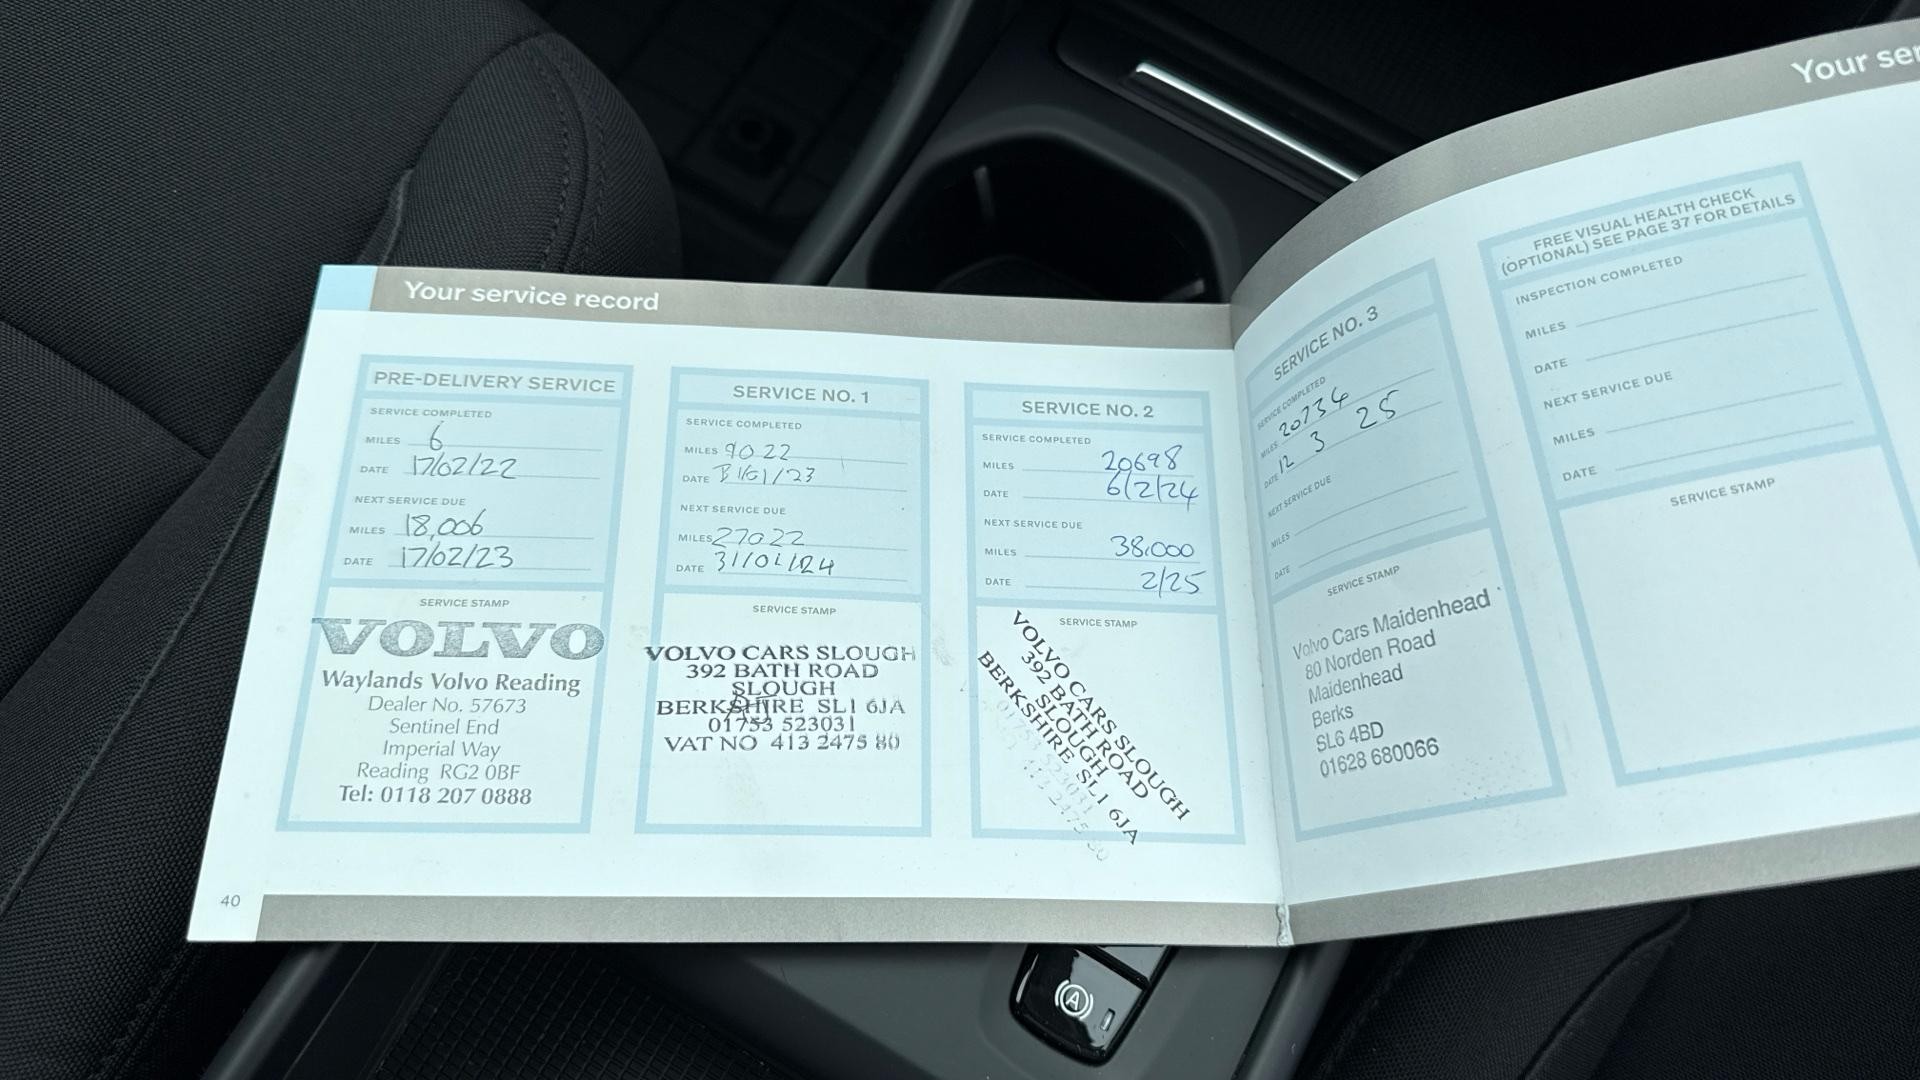 Your service record
PRE-DELIVERY SERVICE
SERVICE COMPLETED
MILES 6
DATE 17/02/22
NEXT SERVICE DUE
MILES 18,006
DATE 17/02/23
SERVICE STAMP
VOLVO
Waylands Volvo Reading
Dealer No. 57673
Sentinel End
Imperial Way
Reading RG2 0BF
Tel: 0118 207 0888
SERVICE NO. 1
SERVICE COMPLETED
MILES 9022
DATE
NEXT SERVICE DUE
MILES 27022
DATE 31/01/24
SERVICE STAMP
VOLVO CARS SLOUGH
392 BATH ROAD
SLOUGH
BERKSHIRE SL1 6JA
01753 523031
VAT NO 413 2475 80
SERVICE NO. 2
SERVICE COMPLETED
MILES 20698
DATE 6/2/24
NEXT SERVICE DUE
MILES 38,000
DATE 2/25
SERVICE STAMP
VOLVO CARS SLOUGH
392 BATH ROAD
SLOUGH
BERKSHIRE SL1 6JA
01753 523031
413 2475 80
40
Your ser
SERVICE NO. 3
SERVICE COMPLETED
MILES 20734
DATE 12 3 25
NEXT SERVICE DUE
MILES
DATE
SERVICE STAMP
Volvo Cars Maidenhead
80 Norden Road
Maidenhead
Berks
SL6 4BD
01628 680066
FREE VISUAL HEALTH CHECK
(OPTIONAL) SEE PAGE 37 FOR DETAILS
INSPECTION COMPLETED
MILES
DATE
NEXT SERVICE DUE
MILES
DATE
SERVICE STAMP
A